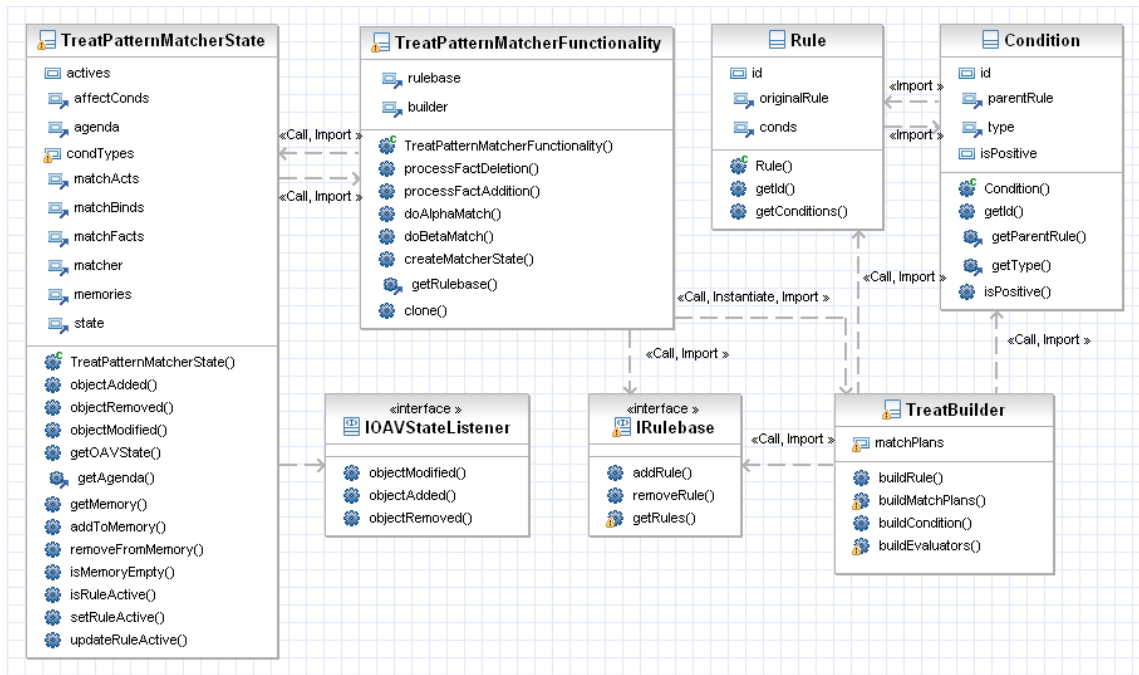 TreatPatternMatcherState
actives
affectConds
agenda
condTypes
matchActs
matchBinds
matchFacts
matcher
memories
state
TreatPatternMatcherState()
objectAdded()
objectRemoved()
objectModified()
getOAVState()
getAgenda()
getMemory()
addToMemory()
removeFromMemory()
isMemoryEmpty()
isRuleActive()
setRuleActive()
updateRuleActive()
«Call, Import »
«Call, Import »
TreatPatternMatcherFunctionality
rulebase
builder
TreatPatternMatcherFunctionality()
processFactDeletion()
processFactAddition()
doAlphaMatch()
doBetaMatch()
createMatcherState()
getRulebase()
clone()
Rule
id
originalRule
conds
Rule()
getId()
getConditions()
«Import »
«Import »
Condition
id
parentRule
type
isPositive
Condition()
getId()
getParentRule()
getType()
isPositive()
«Call, Import »
«Call, Instantiate, Import »
«Call, Import »
«Call, Import »
«interface »
IOAVStateListener
objectModified()
objectAdded()
objectRemoved()
«interface »
IRulebase
addRule()
removeRule()
getRules()
«Call, Import »
TreatBuilder
matchPlans
buildRule()
buildMatchPlans()
buildCondition()
buildEvaluators()